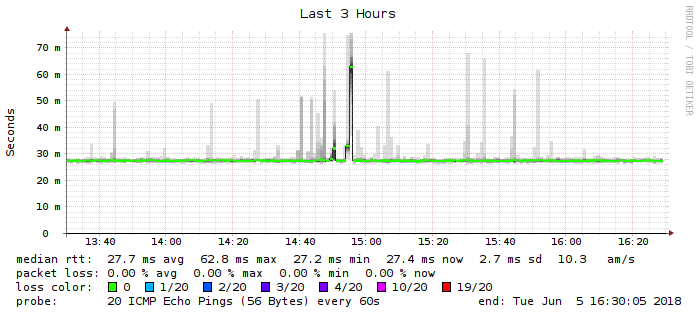 Last 3 Hours
RRDTOOL / TOBI OETIKER
Seconds
70 m
60 m
50 m
40 m
30 m
20 m
10 m
0
13:40 14:00 14:20 14:40 15:00 15:20 15:40 16:00 16:20
median rtt: 27.7 ms avg 62.8 ms max 27.2 ms min 27.4 ms now 2.7 ms sd 10.3 am/s
packet loss: 0.00 % avg 0.00 % max 0.00 % min 0.00 % now
loss color: 0 1/20 2/20 3/20 4/20 10/20 19/20
probe: 20 ICMP Echo Pings (56 Bytes) every 60s end: Tue Jun 5 16:30:05 2018